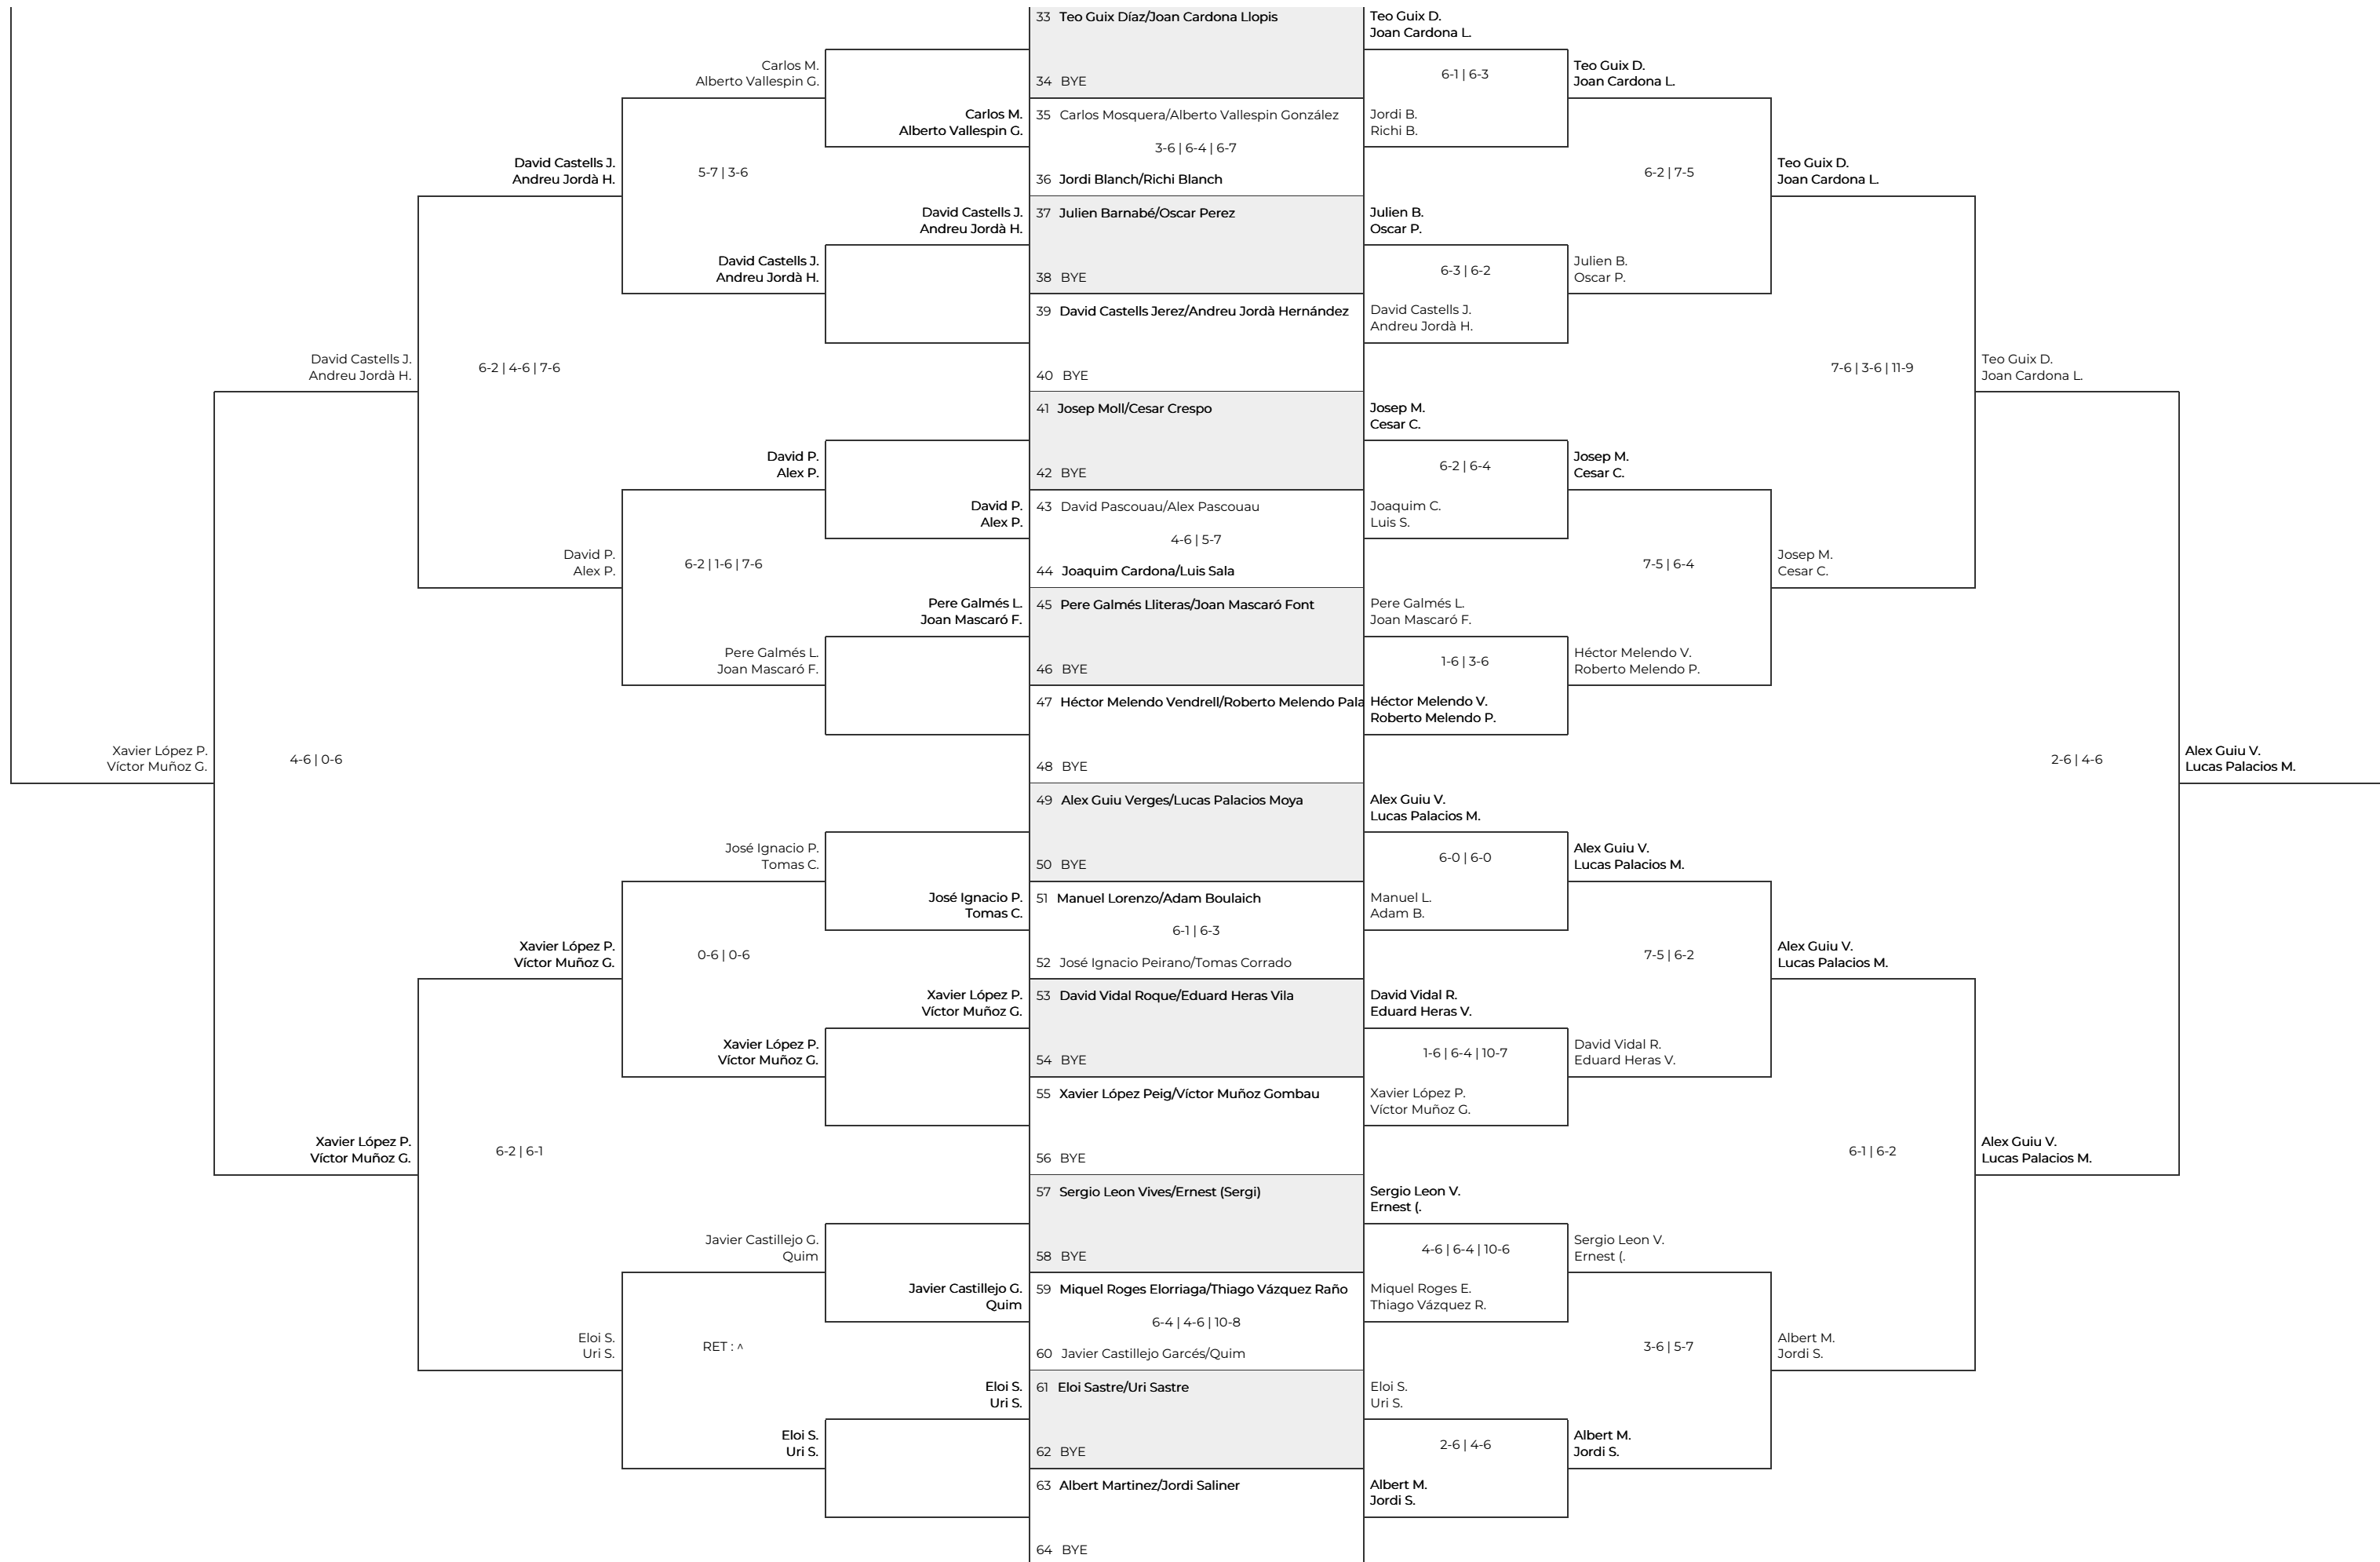 33 Teo Guix Díaz/Joan Cardona Llopis
Teo Guix D.
Joan Cardona L.
Carlos M.
Alberto Vallespin G.
34 BYE
6-1 | 6-3
Teo Guix D.
Joan Cardona L.
Carlos M.
Alberto Vallespin G.
35 Carlos Mosquera/Alberto Vallespin González
Jordi B.
Richi B.
3-6 | 6-4 | 6-7
David Castells J.
Andreu Jordà H.
5-7 | 3-6
36 Jordi Blanch/Richi Blanch
6-2 | 7-5
Teo Guix D.
Joan Cardona L.
David Castells J.
Andreu Jordà H.
37 Julien Barnabé/Oscar Perez
Julien B.
Oscar P.
David Castells J.
Andreu Jordà H.
38 BYE
6-3 | 6-2
Julien B.
Oscar P.
39 David Castells Jerez/Andreu Jordà Hernández
David Castells J.
Andreu Jordà H.
David Castells J.
Andreu Jordà H.
6-2 | 4-6 | 7-6
40 BYE
7-6 | 3-6 | 11-9
Teo Guix D.
Joan Cardona L.
41 Josep Moll/Cesar Crespo
Josep M.
Cesar C.
David P.
Alex P.
42 BYE
6-2 | 6-4
Josep M.
Cesar C.
David P.
Alex P.
43 David Pascouau/Alex Pascouau
Joaquim C.
Luis S.
4-6 | 5-7
David P.
Alex P.
6-2 | 1-6 | 7-6
44 Joaquim Cardona/Luis Sala
7-5 | 6-4
Josep M.
Cesar C.
Pere Galmés L.
Joan Mascaró F.
45 Pere Galmés Lliteras/Joan Mascaró Font
Pere Galmés L.
Joan Mascaró F.
Pere Galmés L.
Joan Mascaró F.
46 BYE
1-6 | 3-6
Héctor Melendo V.
Roberto Melendo P.
47 Héctor Melendo Vendrell/Roberto Melendo Pala
Héctor Melendo V.
Roberto Melendo P.
Xavier López P.
Víctor Muñoz G.
4-6 | 0-6
48 BYE
2-6 | 4-6
Alex Guiu V.
Lucas Palacios M.
49 Alex Guiu Verges/Lucas Palacios Moya
Alex Guiu V.
Lucas Palacios M.
José Ignacio P.
Tomas C.
50 BYE
6-0 | 6-0
Alex Guiu V.
Lucas Palacios M.
José Ignacio P.
Tomas C.
51 Manuel Lorenzo/Adam Boulaich
Manuel L.
Adam B.
6-1 | 6-3
Xavier López P.
Víctor Muñoz G.
0-6 | 0-6
52 José Ignacio Peirano/Tomas Corrado
7-5 | 6-2
Alex Guiu V.
Lucas Palacios M.
Xavier López P.
Víctor Muñoz G.
53 David Vidal Roque/Eduard Heras Vila
David Vidal R.
Eduard Heras V.
Xavier López P.
Víctor Muñoz G.
54 BYE
1-6 | 6-4 | 10-7
David Vidal R.
Eduard Heras V.
55 Xavier López Peig/Víctor Muñoz Gombau
Xavier López P.
Víctor Muñoz G.
Xavier López P.
Víctor Muñoz G.
6-2 | 6-1
56 BYE
6-1 | 6-2
Alex Guiu V.
Lucas Palacios M.
57 Sergio Leon Vives/Ernest (Sergi)
Sergio Leon V.
Ernest (.
Javier Castillejo G.
Quim
58 BYE
4-6 | 6-4 | 10-6
Sergio Leon V.
Ernest (.
Javier Castillejo G.
Quim
59 Miquel Roges Elorriaga/Thiago Vázquez Raño
Miquel Roges E.
Thiago Vázquez R.
6-4 | 4-6 | 10-8
Eloi S.
Uri S.
RET : ^
60 Javier Castillejo Garcés/Quim
3-6 | 5-7
Albert M.
Jordi S.
Eloi S.
Uri S.
61 Eloi Sastre/Uri Sastre
Eloi S.
Uri S.
Eloi S.
Uri S.
62 BYE
2-6 | 4-6
Albert M.
Jordi S.
63 Albert Martinez/Jordi Saliner
Albert M.
Jordi S.
64 BYE